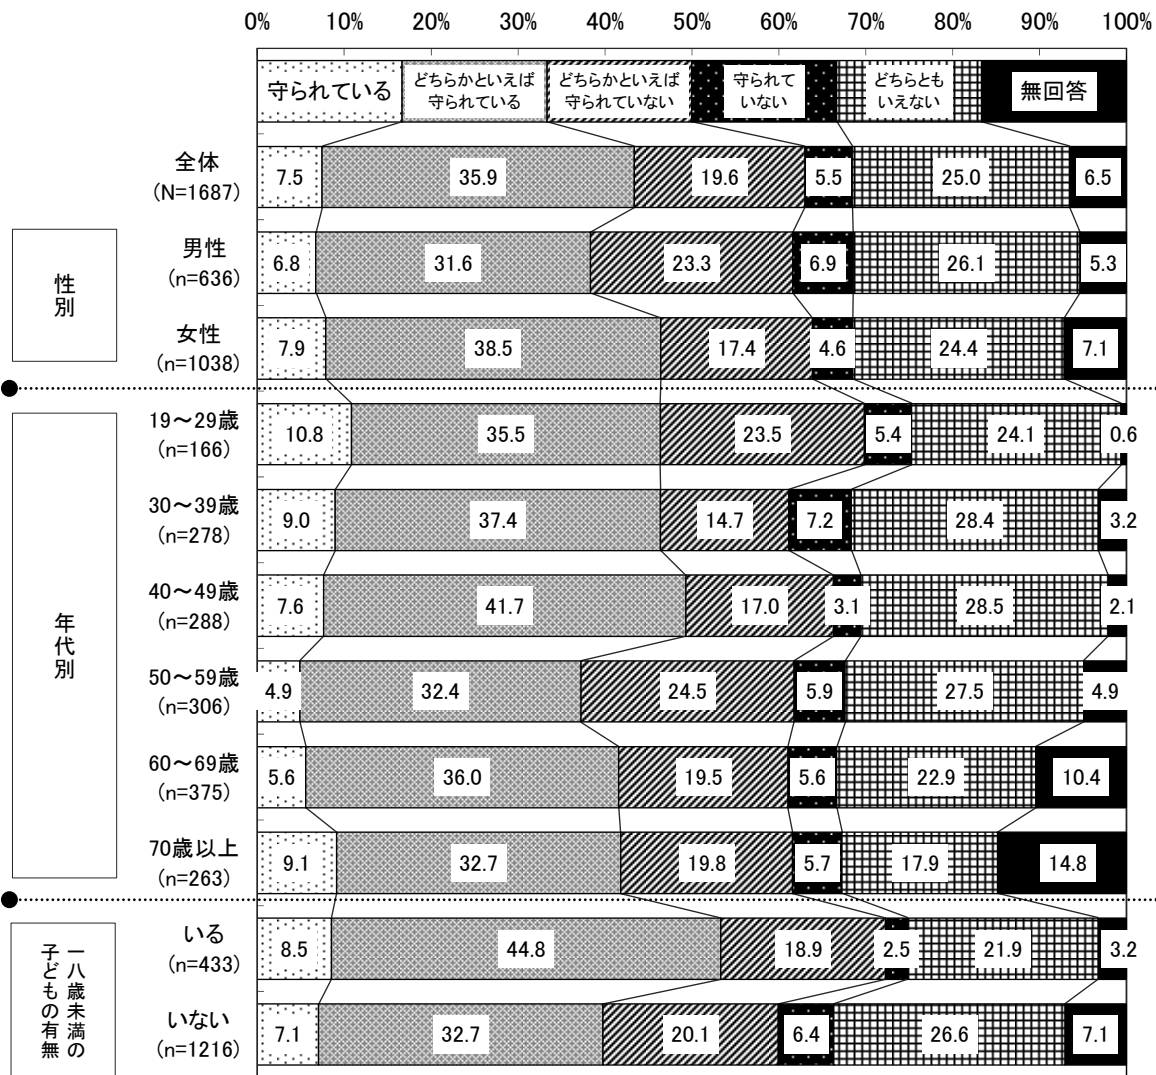 0% 10% 20% 30% 40% 50% 60% 70% 80% 90% 100%
守られている
どちらかといえば
守られている
どちらかといえば
守られていない
守られて
いない
どちらとも
いえない
無回答
全体
(N=1687)
7.5 35.9 19.6 5.5 25.0 6.5
性別
男性
(n=636)
6.8 31.6 23.3 6.9 26.1 5.3
女性
(n=1038)
7.9 38.5 17.4 4.6 24.4 7.1
年代別
19~29歳
(n=166)
10.8 35.5 23.5 5.4 24.1 0.6
30~39歳
(n=278)
9.0 37.4 14.7 7.2 28.4 3.2
40~49歳
(n=288)
7.6 41.7 17.0 3.1 28.5 2.1
50~59歳
(n=306)
4.9 32.4 24.5 5.9 27.5 4.9
60~69歳
(n=375)
5.6 36.0 19.5 5.6 22.9 10.4
70歳以上
(n=263)
9.1 32.7 19.8 5.7 17.9 14.8
一八歳未満の
子どもの有無
いる
(n=433)
8.5 44.8 18.9 2.5 21.9 3.2
いない
(n=1216)
7.1 32.7 20.1 6.4 26.6 7.1